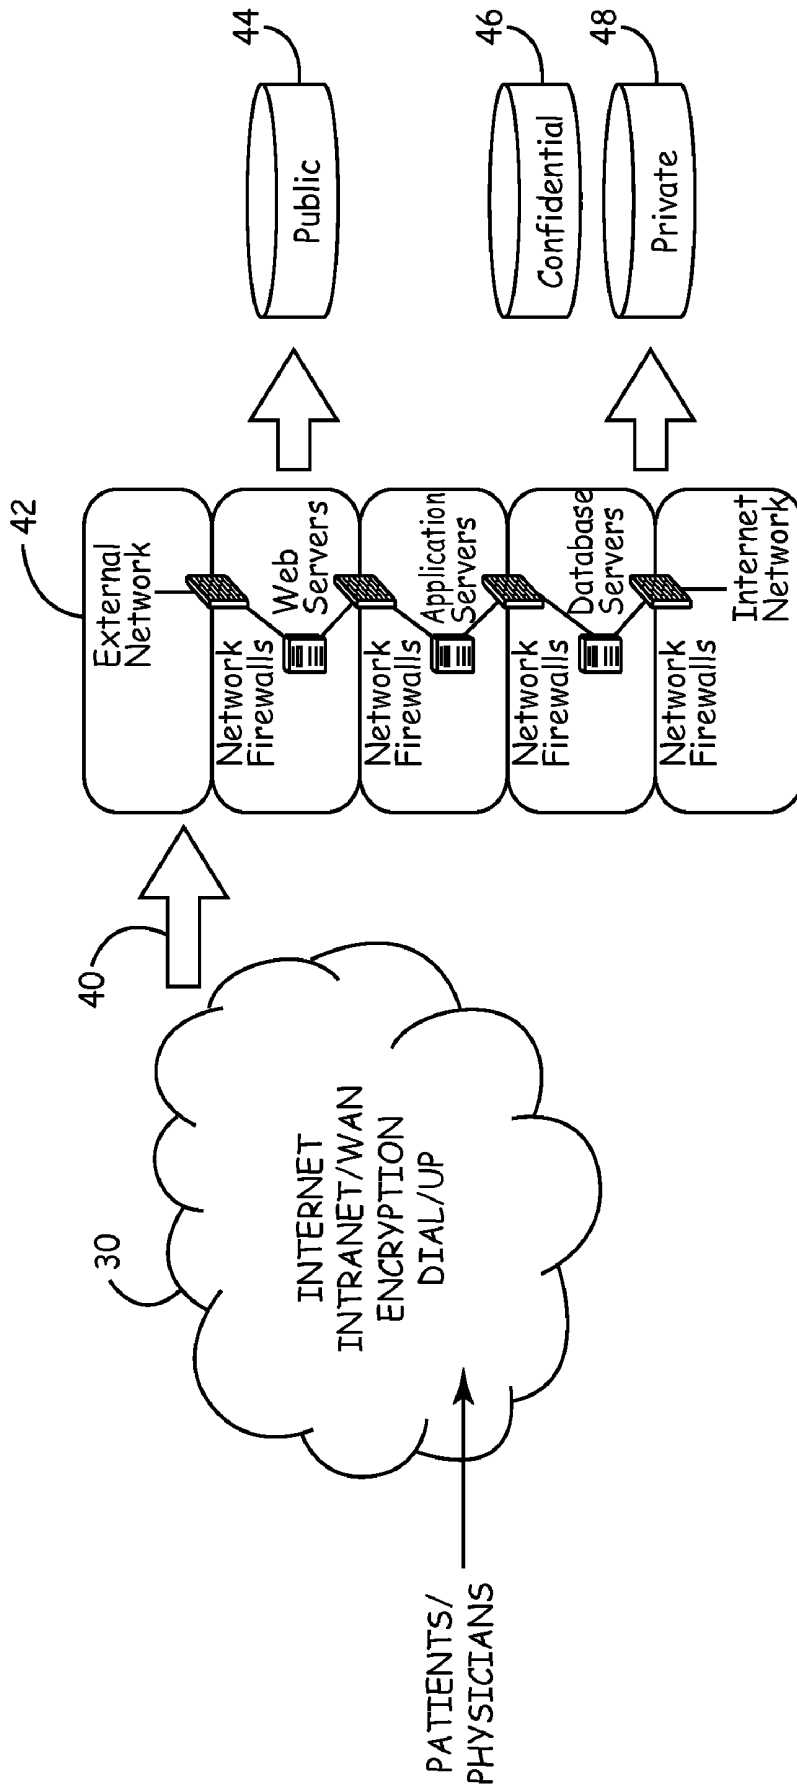 PATIENTS/
PHYSICIANS
30
INTERNET
INTRANET/WAN
ENCRYPTION
DIAL/UP
40
42
External
Network
Network
Firewalls
Web
Servers
Network
Firewalls
Application
Servers
Network
Firewalls
Database
Servers
Network
Firewalls
Internet
Network
44
Public
46
Confidential
48
Private